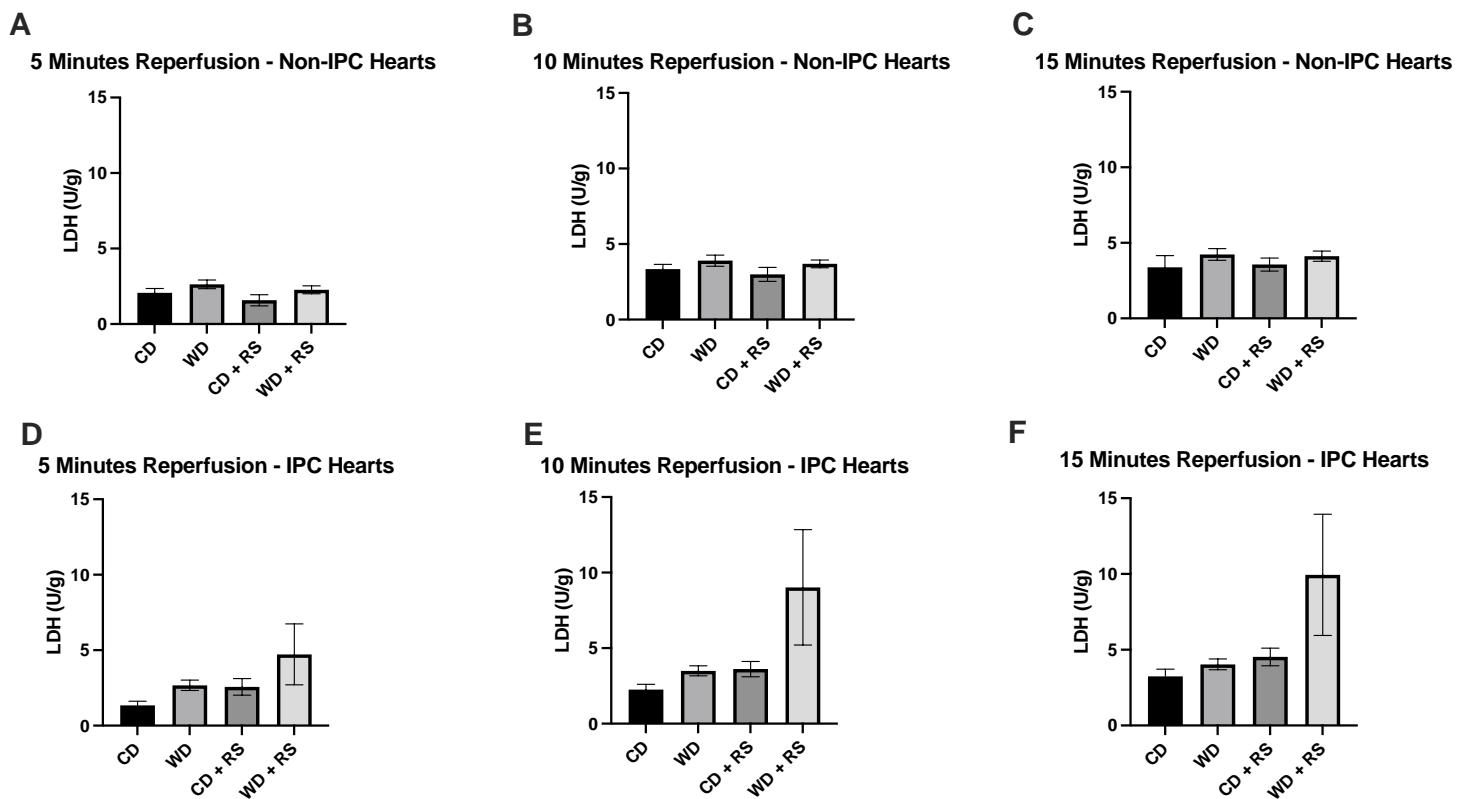 A
5 Minutes Reperfusion - Non-IPC Hearts
15
10
5
0
LDH (U/g)
CD
WD
CD + RS
WD + RS
B
10 Minutes Reperfusion - Non-IPC Hearts
15
10
5
0
LDH (U/g)
CD
WD
CD + RS
WD + RS
C
15 Minutes Reperfusion - Non-IPC Hearts
15
10
5
0
LDH (U/g)
CD
WD
CD + RS
WD + RS
D
5 Minutes Reperfusion - IPC Hearts
15
10
5
0
LDH (U/g)
CD
WD
CD + RS
WD + RS
E
10 Minutes Reperfusion - IPC Hearts
15
10
5
0
LDH (U/g)
CD
WD
CD + RS
WD + RS
F
15 Minutes Reperfusion - IPC Hearts
15
10
5
0
LDH (U/g)
CD
WD
CD + RS
WD + RS